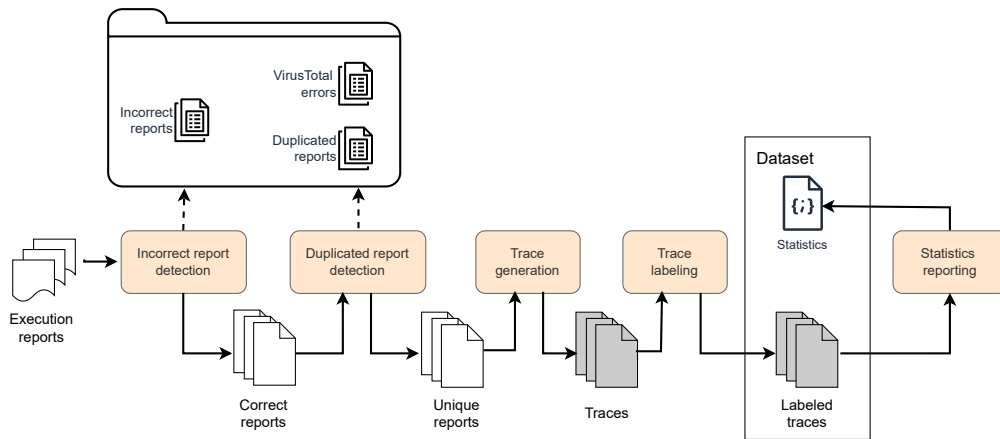 VirusTotal
errors
Incorrect
reports
Duplicated
reports
Dataset
{;}
Statistics
Incorrect report
detection
Duplicated report
detection
Trace
generation
Trace
labeling
Statistics
reporting
Execution
reports
Correct
reports
Unique
reports
Traces
Labeled
traces